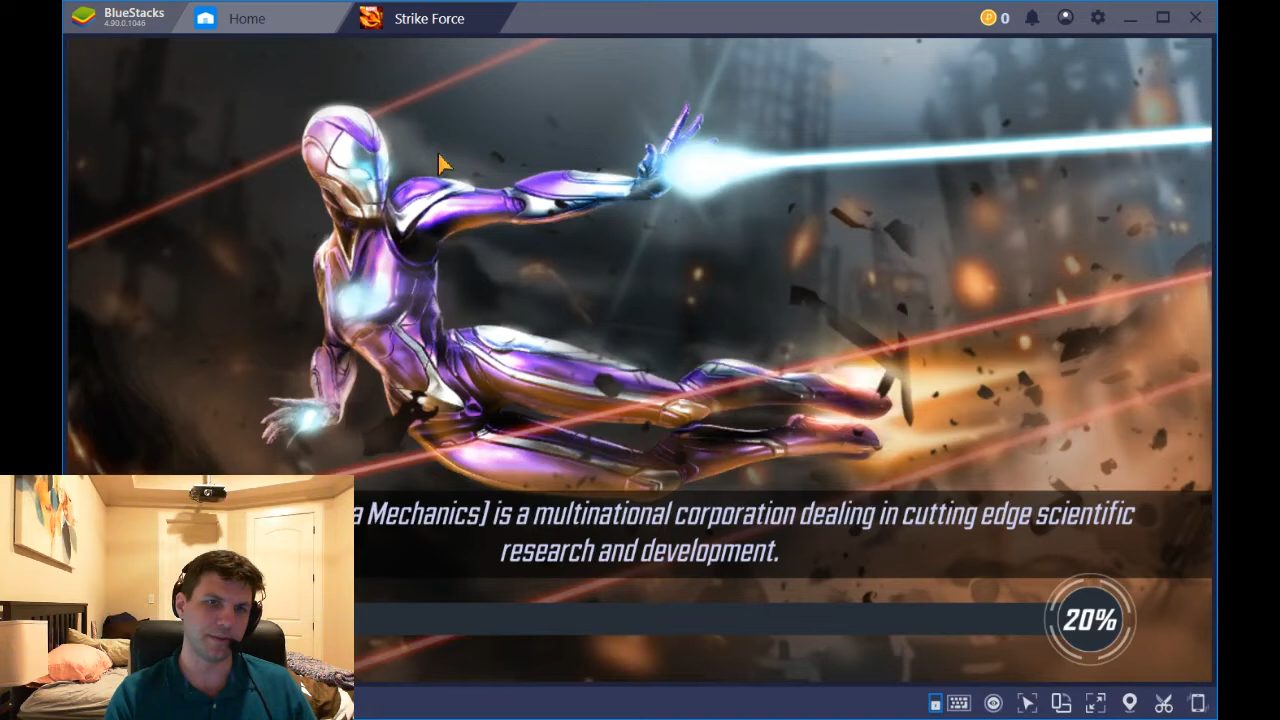 BlueStacks
4.90.0.1046
Home
Strike Force
0
a Mechanics] is a multinational corporation dealing in cutting edge scientific
research and development.
20%